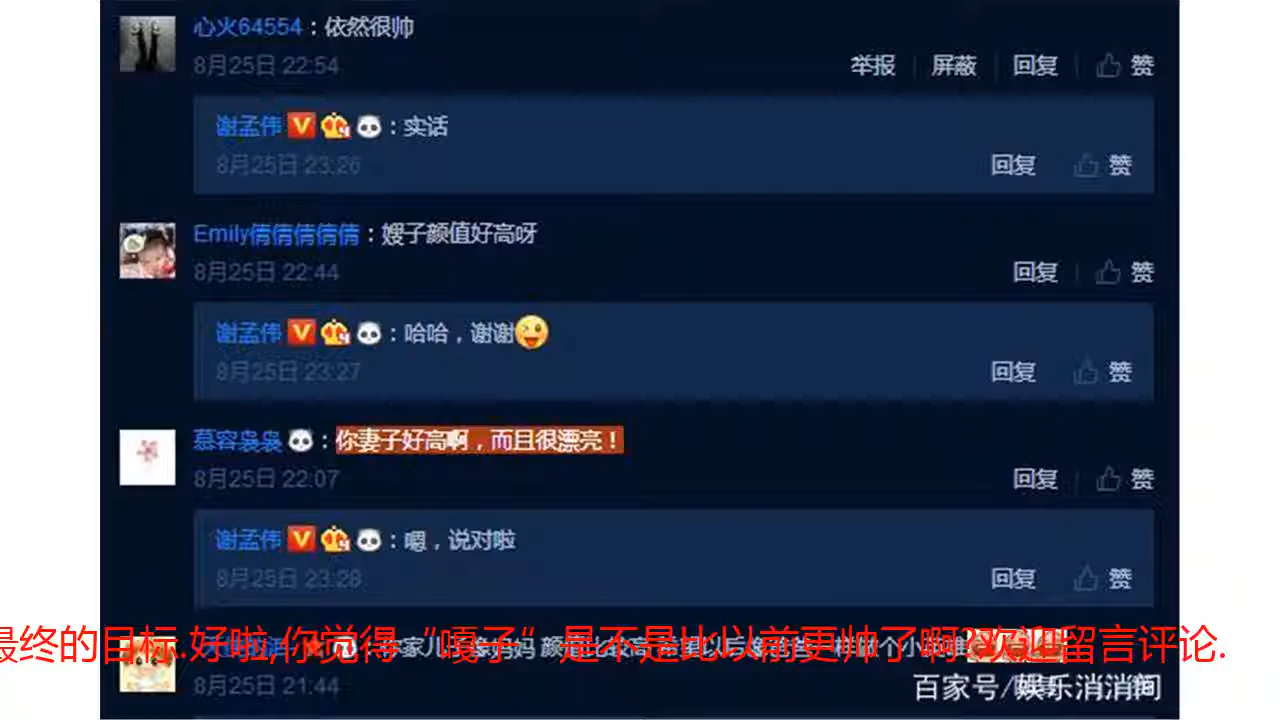 心火64554：依然很帅
8月25日 22:54
举报 屏蔽 回复 赞
谢孟伟：实话
8月25日 23:26
回复 赞
Emily倩倩倩倩倩：嫂子颜值好高呀
8月25日 22:44
回复 赞
谢孟伟：哈哈，谢谢
8月25日 23:27
回复 赞
慕容袅袅：你妻子好高啊，而且很漂亮！
8月25日 22:07
回复 赞
谢孟伟：嗯，说对啦
8月25日 23:28
回复 赞
最终的目标.好啦,你觉得“嘎子”是不是比以前更帅了啊?欢迎留言评论.
8月25日 21:44
百家号/娱乐消消闻